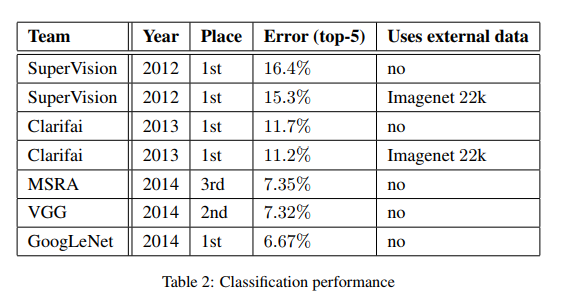 Team Year Place Error (top-5) Uses external data
SuperVision 2012 1st 16.4% no
SuperVision 2012 1st 15.3% Imagenet 22k
Clarifai 2013 1st 11.7% no
Clarifai 2013 1st 11.2% Imagenet 22k
MSRA 2014 3rd 7.35% no
VGG 2014 2nd 7.32% no
GoogLeNet 2014 1st 6.67% no
Table 2: Classification performance